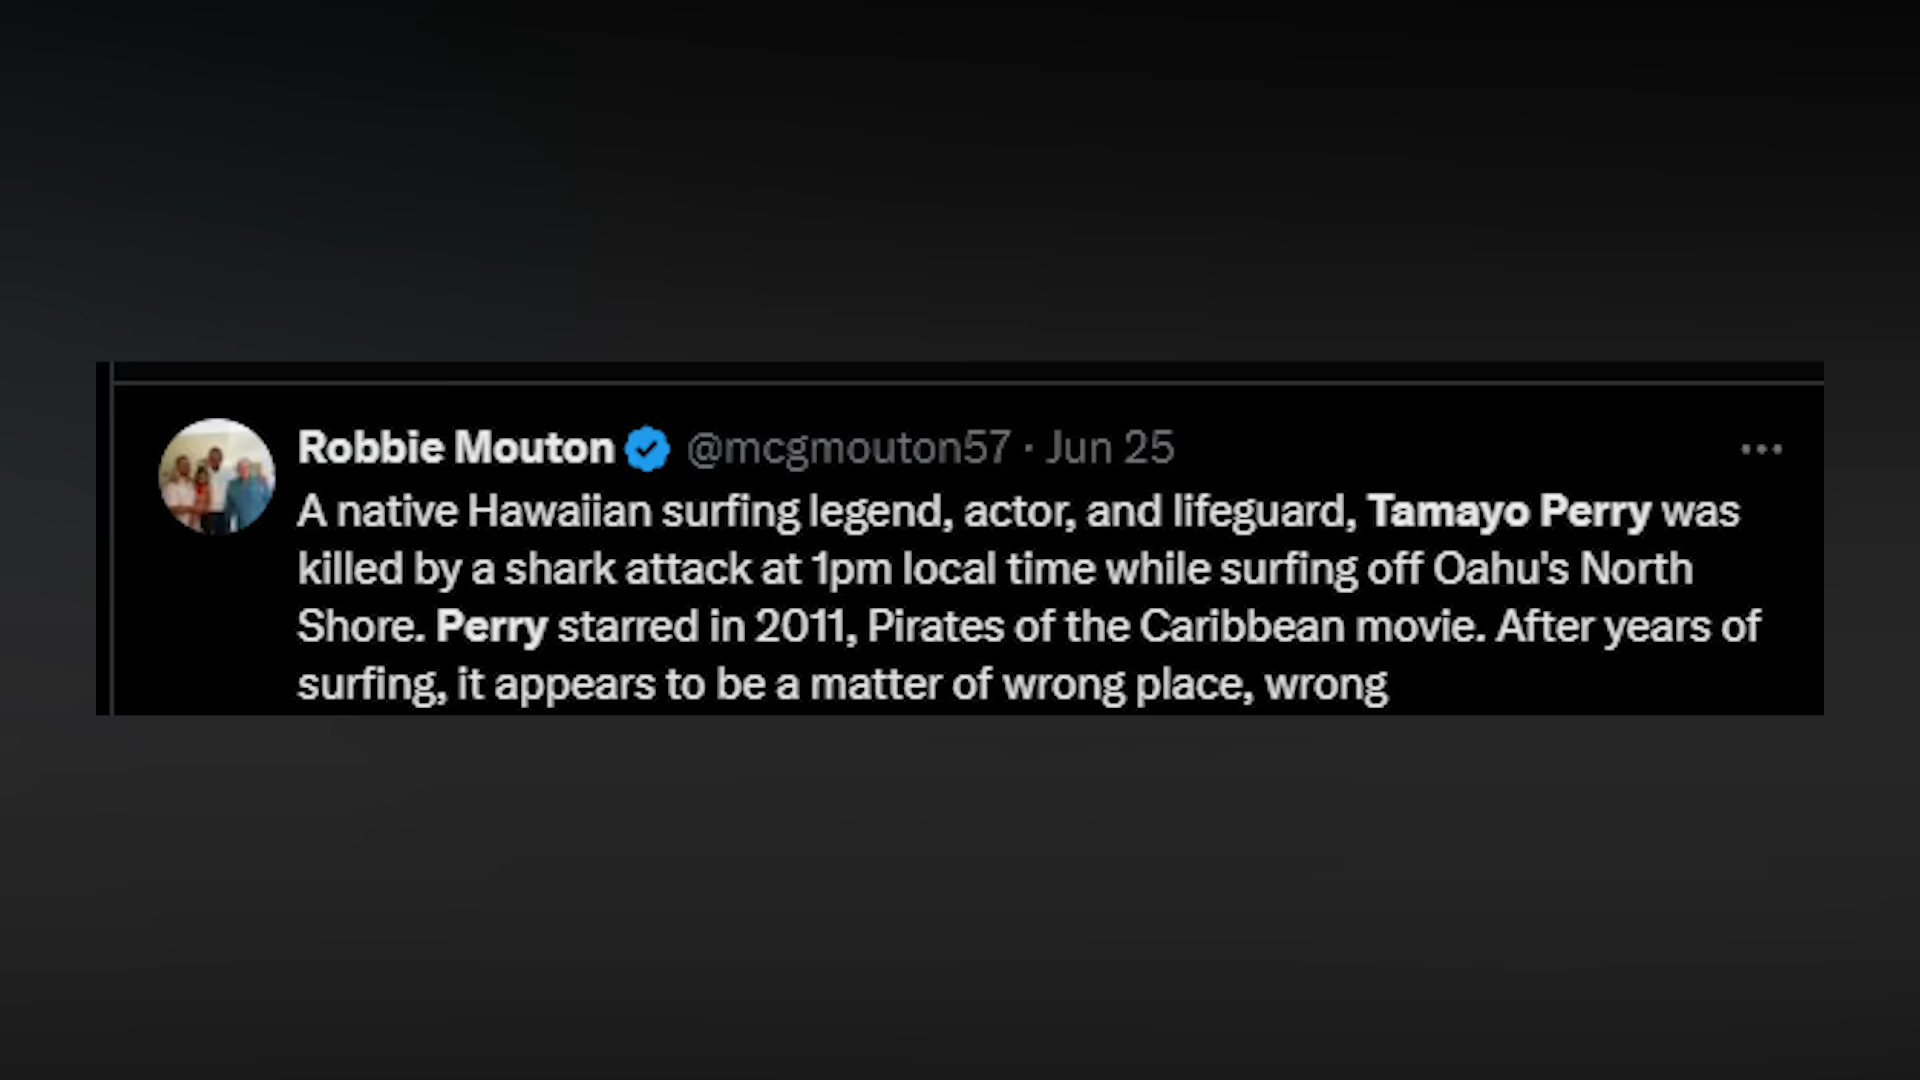 Robbie Mouton @mcgmouton57 · Jun 25
A native Hawaiian surfing legend, actor, and lifeguard, Tamayo Perry was
killed by a shark attack at 1pm local time while surfing off Oahu's North
Shore. Perry starred in 2011, Pirates of the Caribbean movie. After years of
surfing, it appears to be a matter of wrong place, wrong